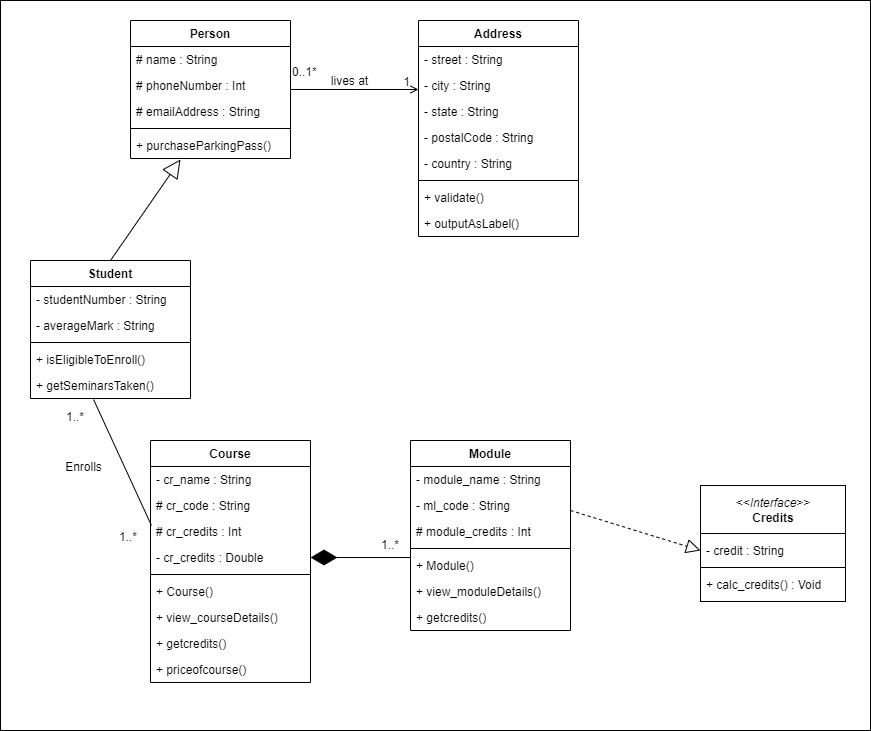 Person
# name : String
# phoneNumber : Int
# emailAddress : String
+ purchaseParkingPass()
0..1*
lives at
1
Address
- street : String
- city : String
- state : String
- postalCode : String
- country : String
+ validate()
+ outputAsLabel()
Student
- studentNumber : String
- averageMark : String
+ isEligibleToEnroll()
+ getSeminarsTaken()
1..*
Enrolls
1..*
Course
- cr_name : String
# cr_code : String
# cr_credits : Int
- cr_credits : Double
+ Course()
+ view_courseDetails()
+ getcredits()
+ priceofcourse()
1..*
Module
- module_name : String
- ml_code : String
# module_credits : Int
+ Module()
+ view_moduleDetails()
+ getcredits()
<<Interface>>
Credits
- credit : String
+ calc_credits() : Void